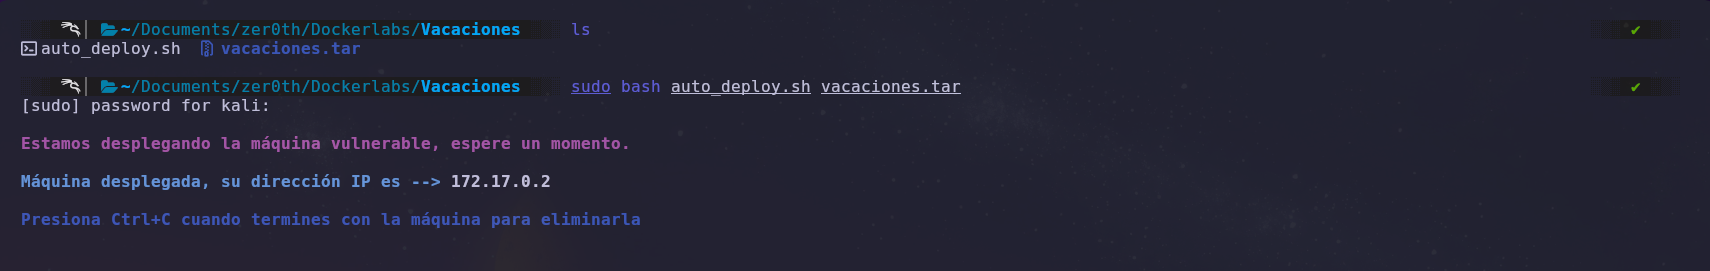 ~/Documents/zer0th/Dockerlabs/Vacaciones ls ✔
auto_deploy.sh vacaciones.tar
~/Documents/zer0th/Dockerlabs/Vacaciones sudo bash auto_deploy.sh vacaciones.tar ✔
[sudo] password for kali:
Estamos desplegando la máquina vulnerable, espere un momento.
Máquina desplegada, su dirección IP es --> 172.17.0.2
Presiona Ctrl+C cuando termines con la máquina para eliminarla